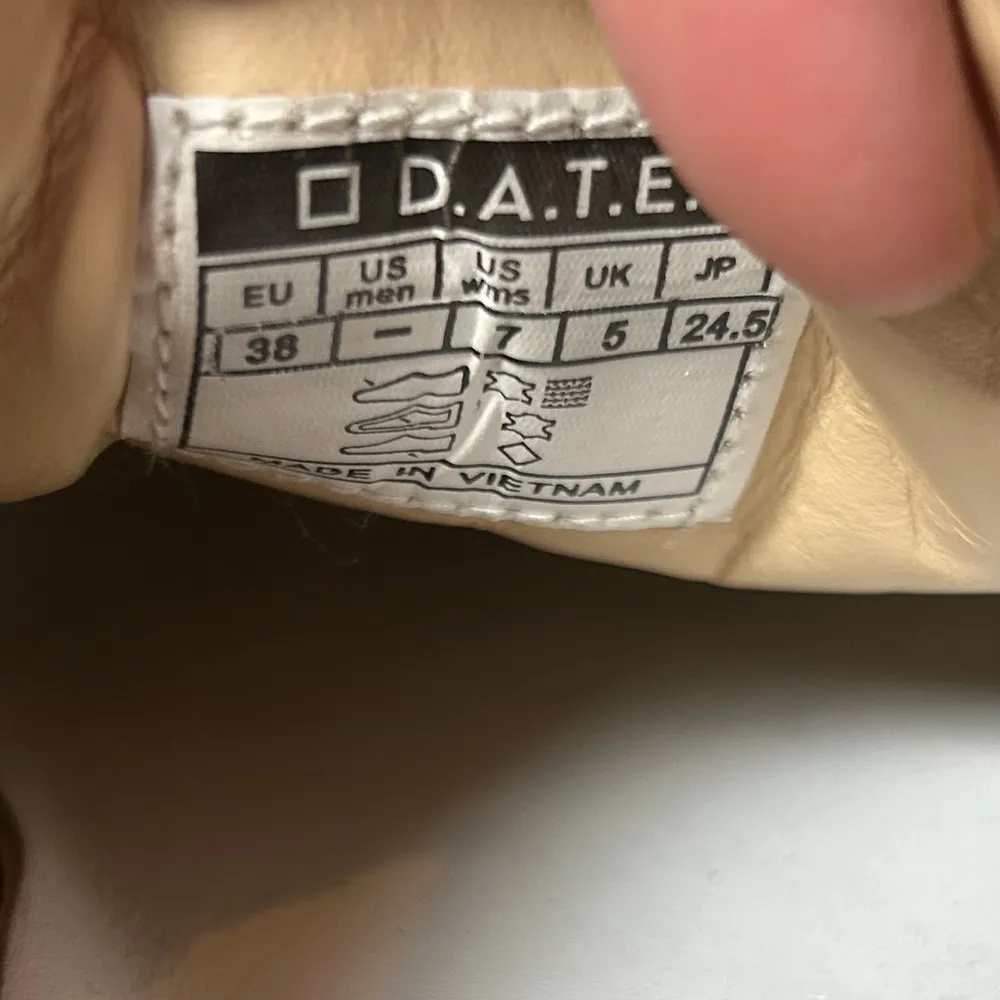 D.A.T.E.
EU US men US wms UK JP
38 - 7 5 24.5
MADE IN VIETNAM